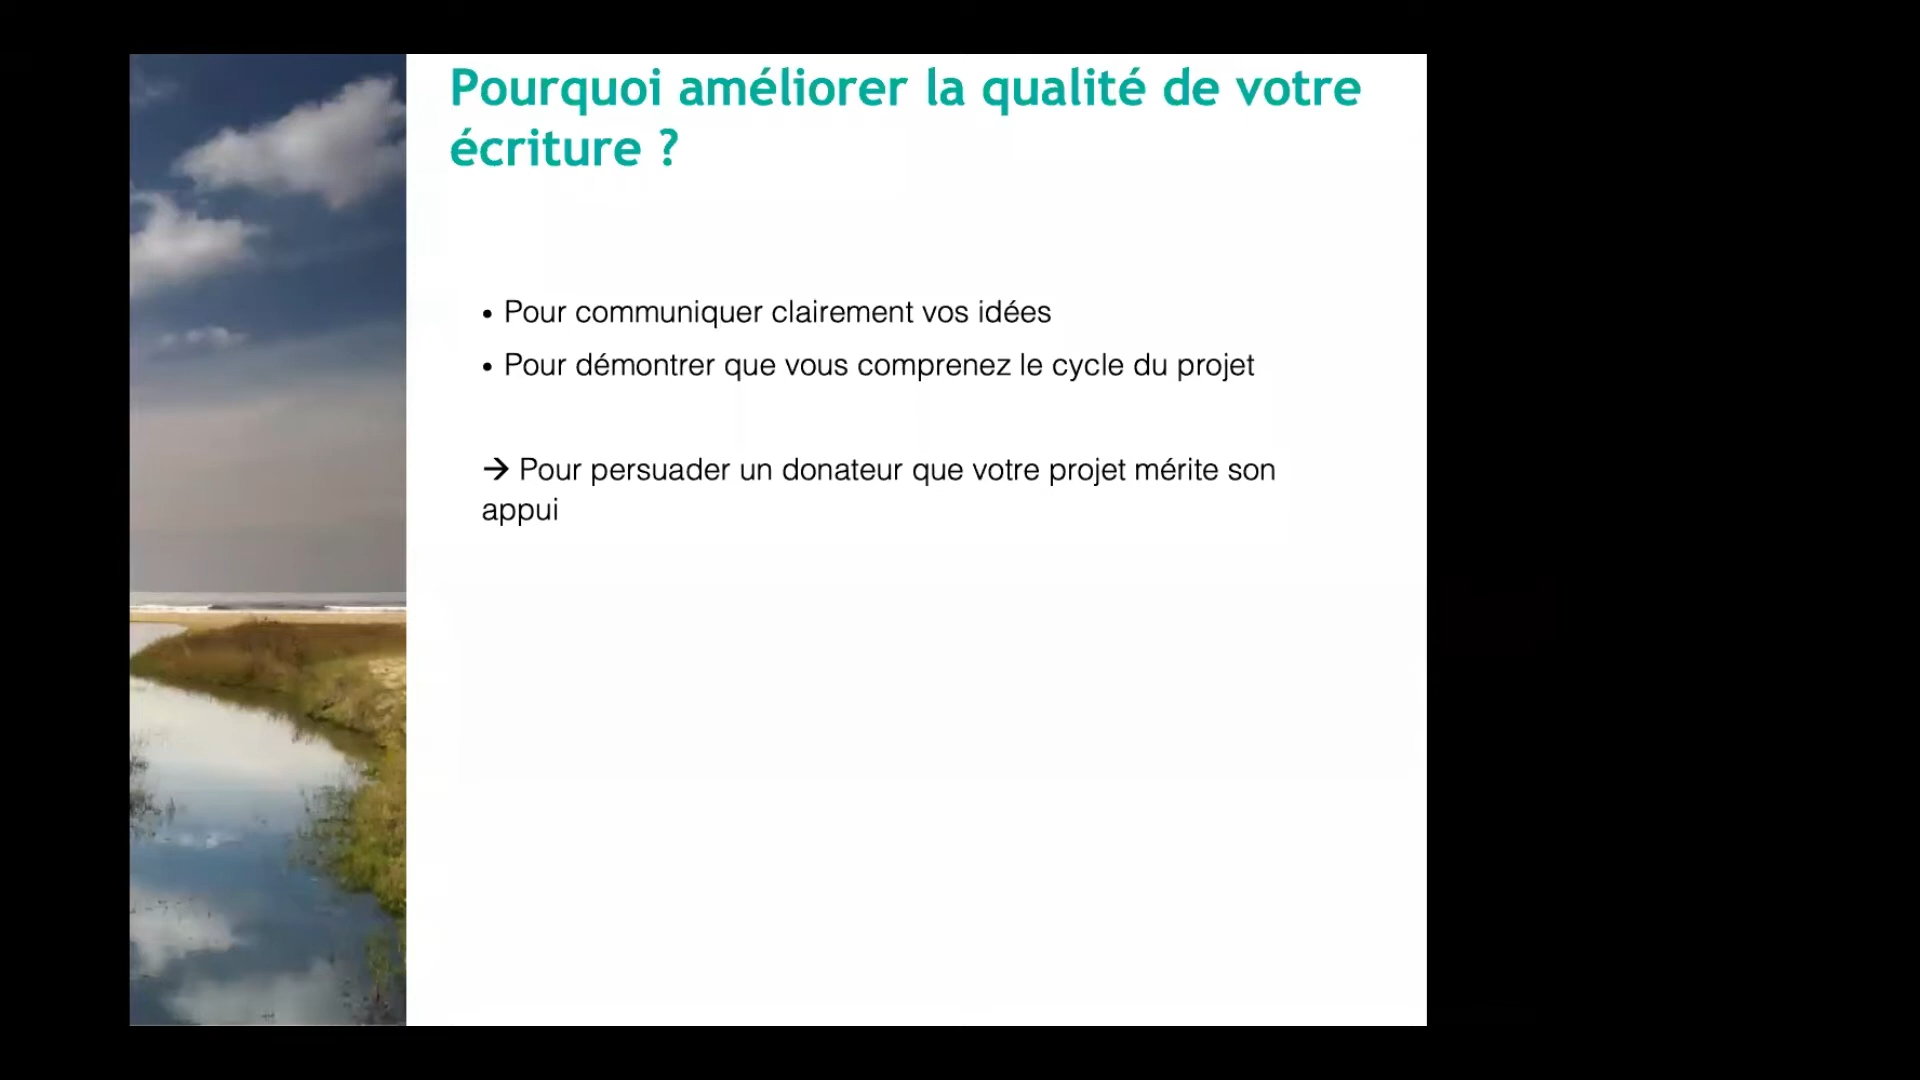 Pourquoi améliorer la qualité de votre
écriture ?
• Pour communiquer clairement vos idées
• Pour démontrer que vous comprenez le cycle du projet
→ Pour persuader un donateur que votre projet mérite son
appui